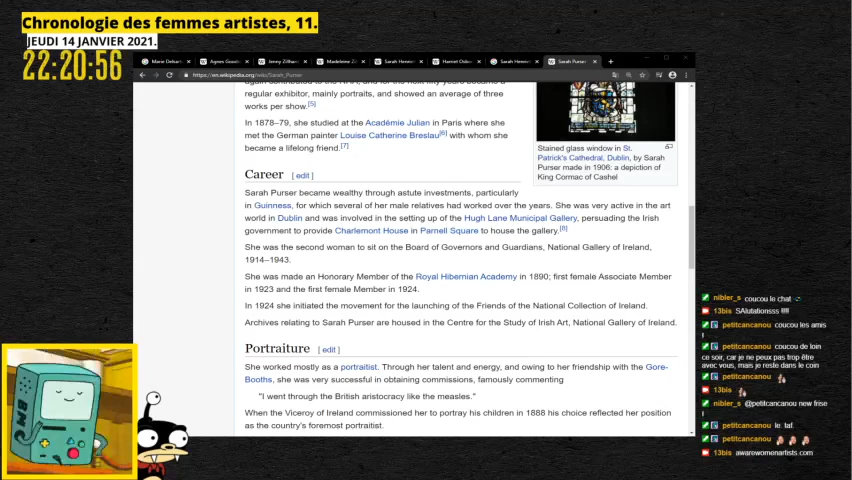 Chronologie des femmes artistes, 11.
JEUDI 14 JANVIER 2021.
22:20:56
Marie Delsart
Agnes Goods
Jenny Zillhar
Madeleine Z
Sarah Henro
Harriet Osbo
Sarah Henrie
Sarah Purser
https://en.wikipedia.org/wiki/Sarah_Purser
regular exhibitor, mainly portraits, and showed an average of three
works per show.[5]
In 1878–79, she studied at the Académie Julian in Paris where she
met the German painter Louise Catherine Breslau[6] with whom she
became a lifelong friend.[7]
Stained glass window in St.
Patrick's Cathedral, Dublin, by Sarah
Purser made in 1906: a depiction of
King Cormac of Cashel
Career [ edit ]
Sarah Purser became wealthy through astute investments, particularly
in Guinness, for which several of her male relatives had worked over the years. She was very active in the art
world in Dublin and was involved in the setting up of the Hugh Lane Municipal Gallery, persuading the Irish
government to provide Charlemont House in Parnell Square to house the gallery.[8]
She was the second woman to sit on the Board of Governors and Guardians, National Gallery of Ireland,
1914–1943.
She was made an Honorary Member of the Royal Hibernian Academy in 1890; first female Associate Member
in 1923 and the first female Member in 1924.
In 1924 she initiated the movement for the launching of the Friends of the National Collection of Ireland.
Archives relating to Sarah Purser are housed in the Centre for the Study of Irish Art, National Gallery of Ireland.
Portraiture [ edit ]
She worked mostly as a portraitist. Through her talent and energy, and owing to her friendship with the Gore-
Booths, she was very successful in obtaining commissions, famously commenting
"I went through the British aristocracy like the measles."
When the Viceroy of Ireland commissioned her to portray his children in 1888 his choice reflected her position
as the country's foremost portraitist.
nibler_s coucou le chat
13bis SAlutationsss !!!!!
petitcancanou coucou les amis
!
petitcancanou coucou de loin
ce soir, car je ne peux pas trop être
avec vous, mais je reste dans le coin
petitcancanou
13bis
nibler_s @petitcancanou new frise
!
petitcancanou le. taf.
petitcancanou
13bis awarewomenartists.com
BMO